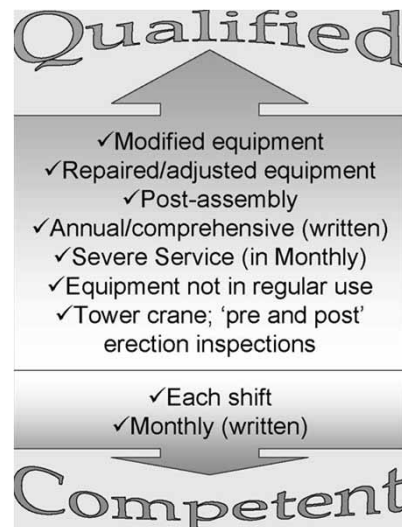 Qualified
✓Modified equipment
✓Repaired/adjusted equipment
✓Post-assembly
✓Annual/comprehensive (written)
✓Severe Service (in Monthly)
✓Equipment not in regular use
✓Tower crane; 'pre and post'
erection inspections
✓Each shift
✓Monthly (written)
Competent